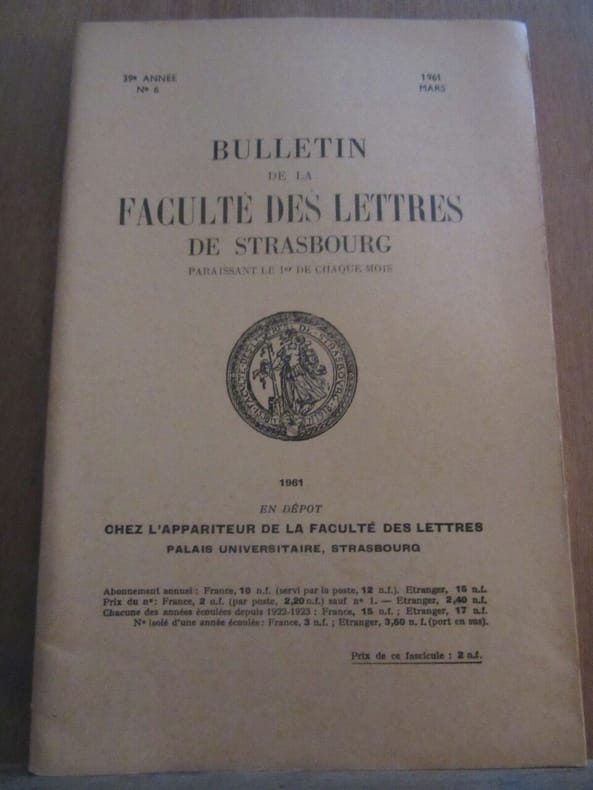 39e ANNÉE
No 6
1961
MARS
BULLETIN
DE LA
FACULTÉ DES LETTRES
DE STRASBOURG
PARAISSANT LE 1er DE CHAQUE MOIS
1961
EN DÉPOT
CHEZ L'APPARITEUR DE LA FACULTÉ DES LETTRES
PALAIS UNIVERSITAIRE, STRASBOURG
Abonnement annuel : France, 10 n.f. (servi par la poste, 12 n.f.). Etranger, 15 n.f.
Prix du no : France, 2 n.f. (par poste, 2,20 n.f.) sauf no 1. — Etranger, 2,40 n.f.
Chacune des années écoulées depuis 1922-1923 : France, 15 n.f. ; Etranger, 17 n.f.
No isolé d'une année écoulée : France, 3 n.f. ; Etranger, 3,50 n. f. (port en sus).
Prix de ce fascicule : 2 n.f.